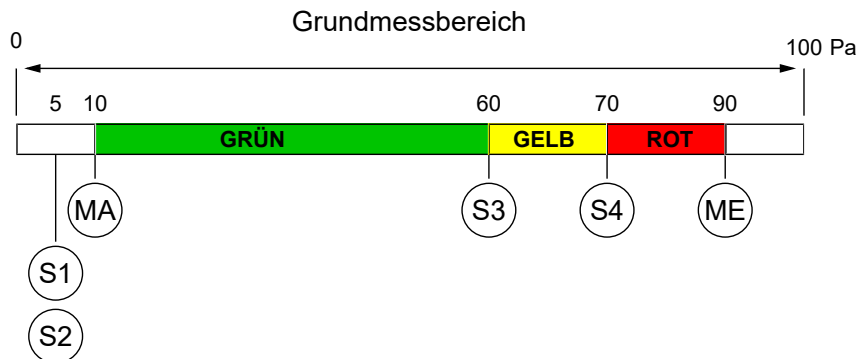 Grundmessbereich
0
100 Pa
5 10 60 70 90
GRÜN GELB ROT
MA S3 S4 ME
S1
S2